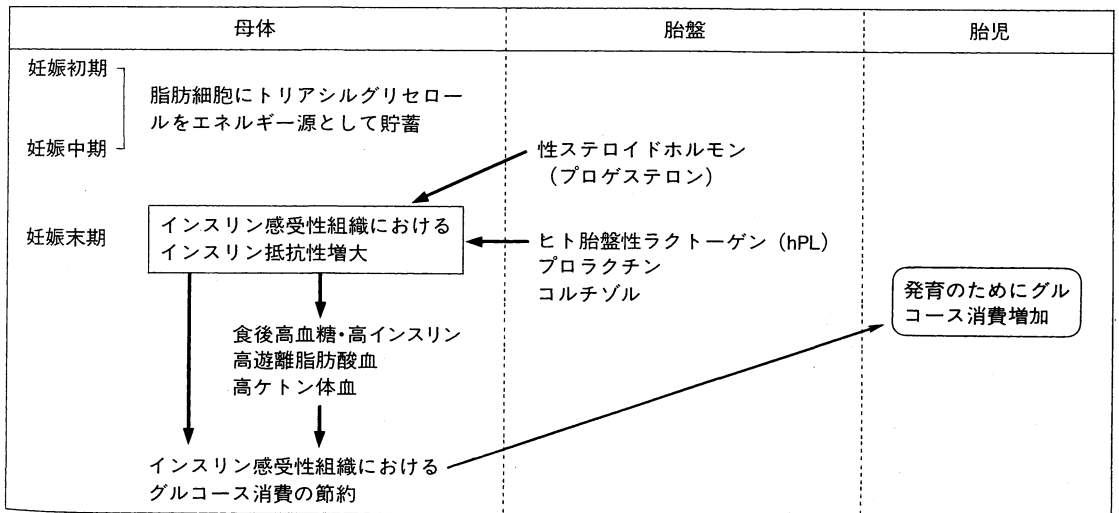 母体
胎盤
胎児
妊娠初期
脂肪細胞にトリアシルグリセロー
ルをエネルギー源として貯蓄
妊娠中期
性ステロイドホルモン
(プロゲステロン)
妊娠末期
インスリン感受性組織における
インスリン抵抗性増大
ヒト胎盤性ラクトーゲン (hPL)
プロラクチン
コルチゾル
発育のためにグル
コース消費増加
食後高血糖・高インスリン
高遊離脂肪酸血
高ケトン体血
インスリン感受性組織における
グルコース消費の節約